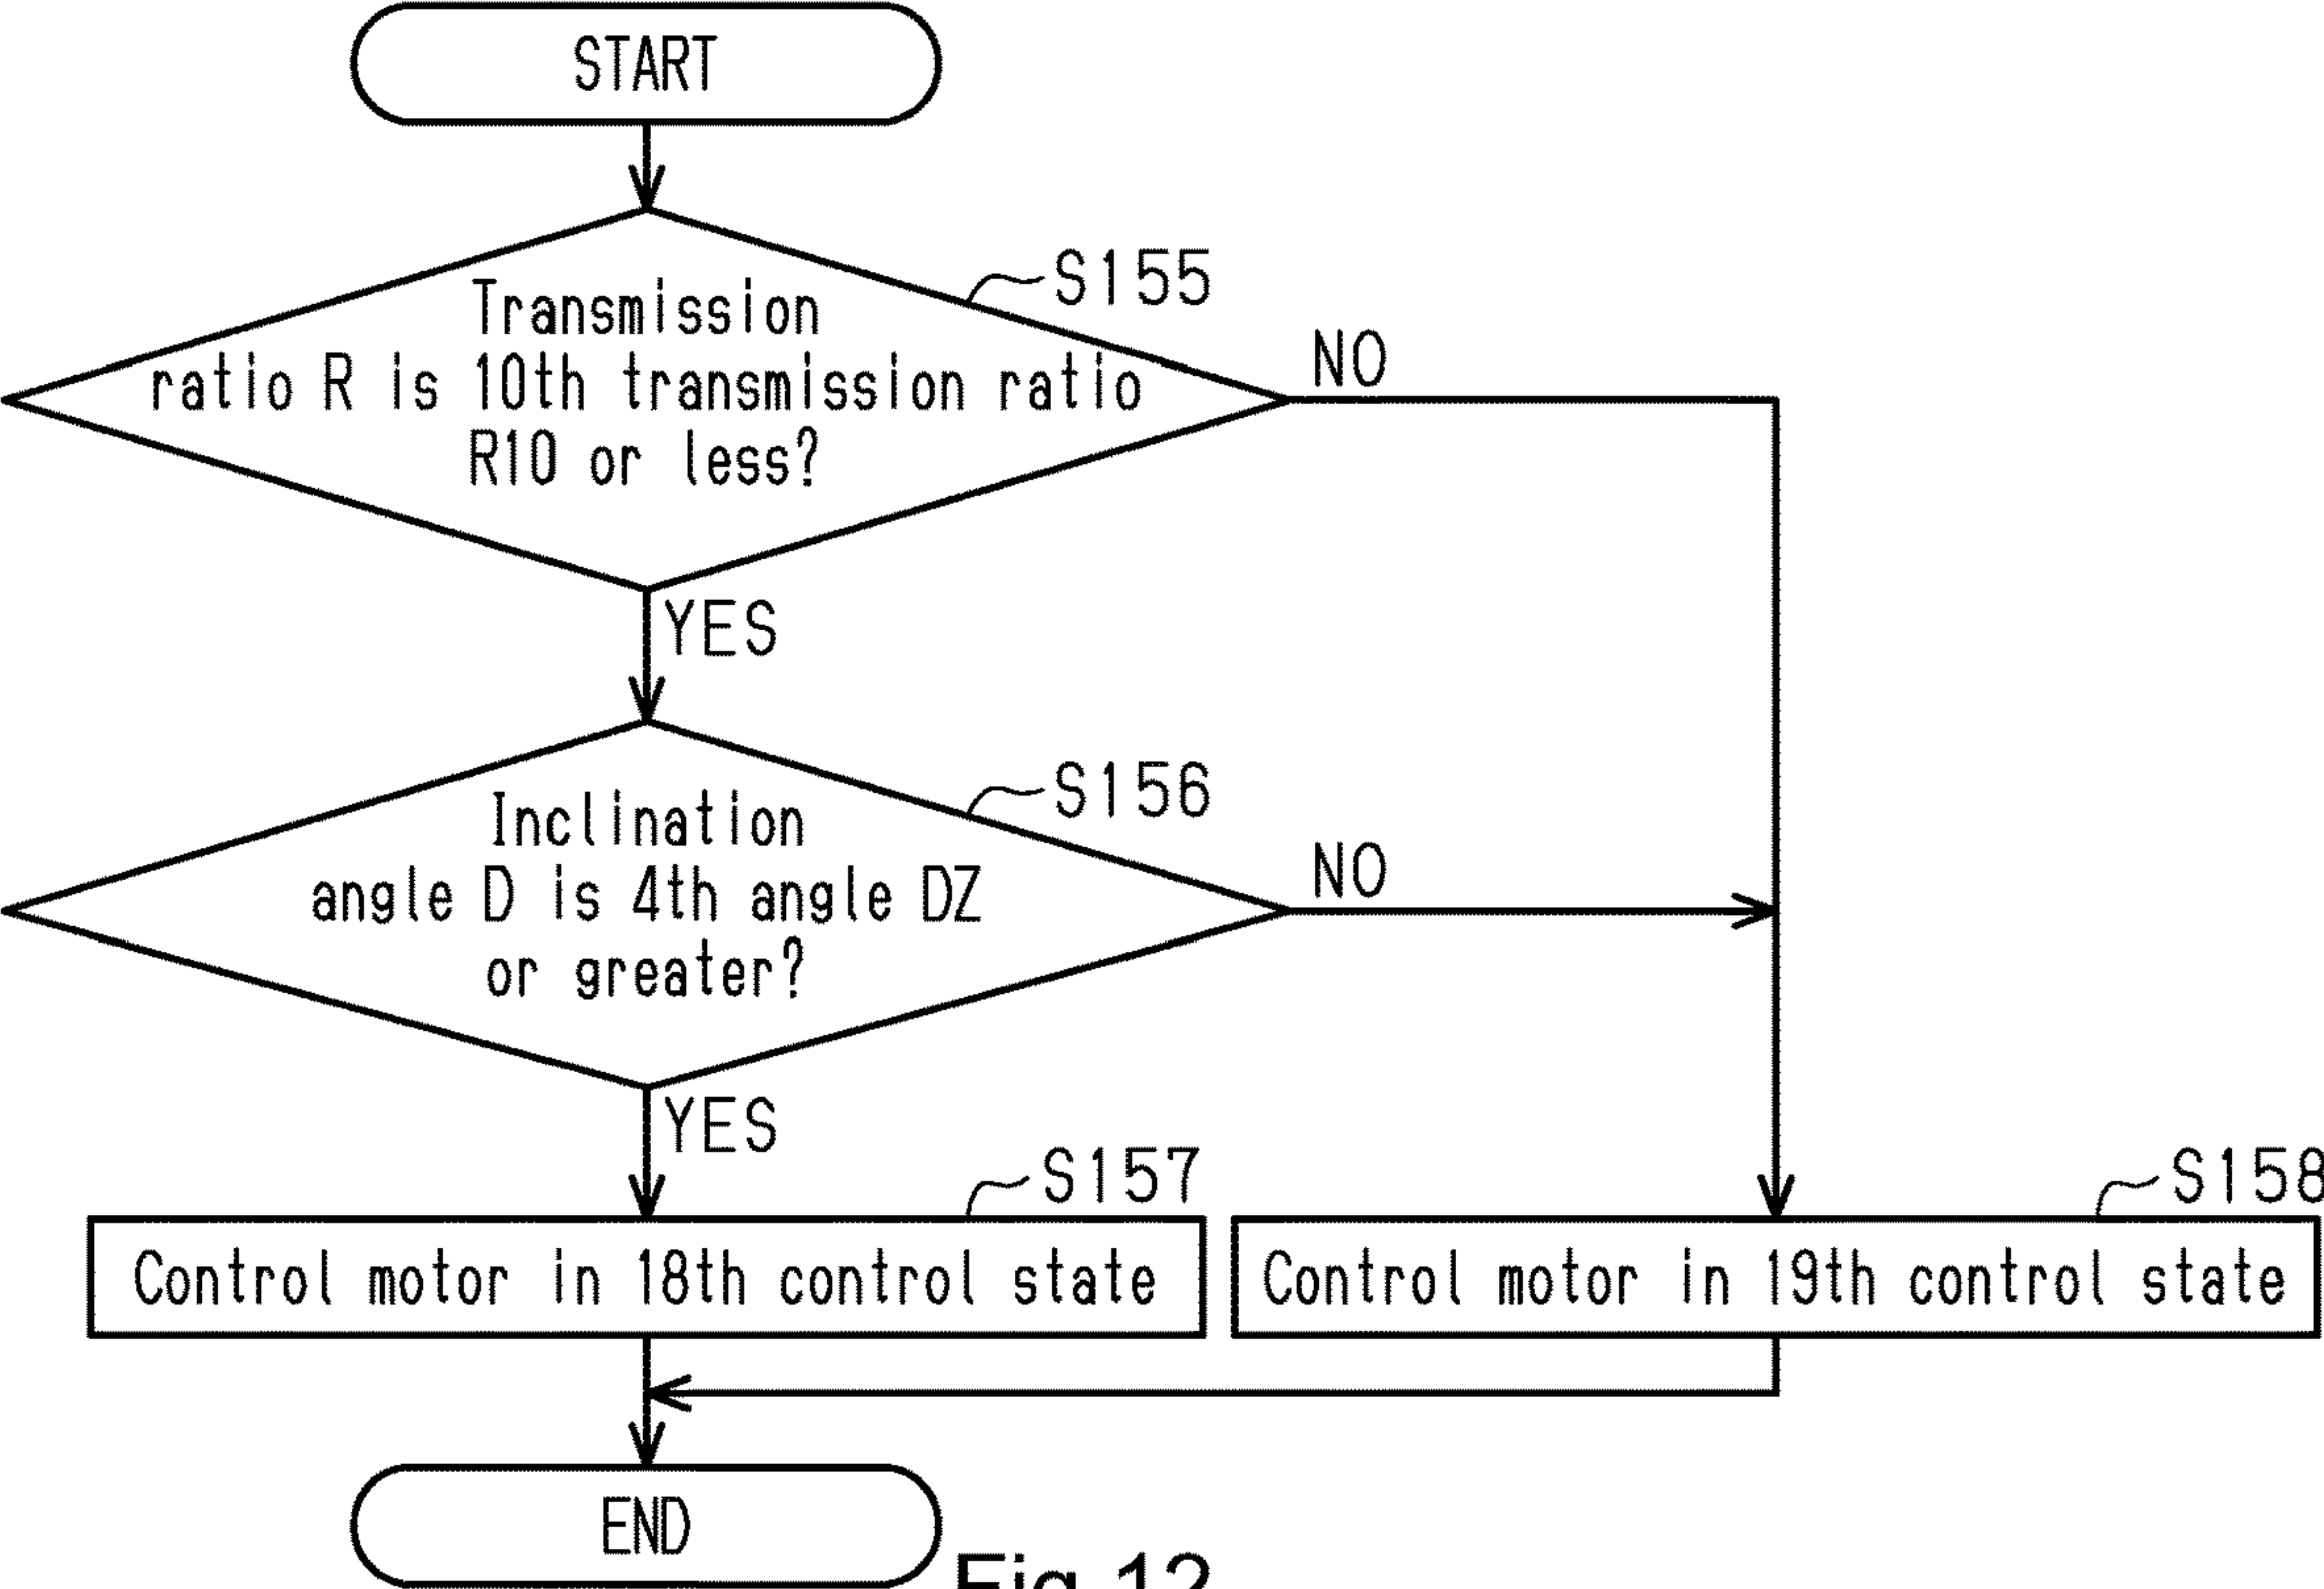 START
S155
Transmission
ratio R is 10th transmission ratio
R10 or less?
NO
YES
S156
Inclination
angle D is 4th angle DZ
or greater?
NO
YES
S157
Control motor in 18th control state
S158
Control motor in 19th control state
END
Fig.12